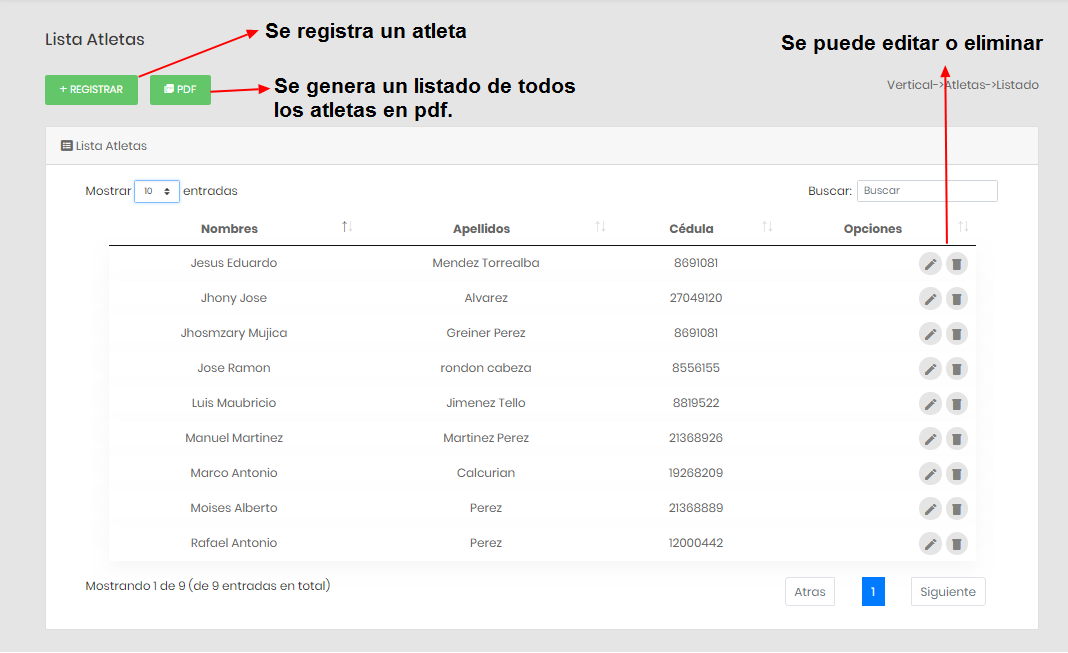 Lista Atletas
Se registra un atleta
Se puede editar o eliminar
+ REGISTRAR
PDF
Se genera un listado de todos
los atletas en pdf.
Vertical->Atletas->Listado
Lista Atletas
Mostrar 10 entradas
Buscar: Buscar
Nombres Apellidos Cédula Opciones
Jesus Eduardo Mendez Torrealba 8691081
Jhony Jose Alvarez 27049120
Jhosmzary Mujica Greiner Perez 8691081
Jose Ramon rondon cabeza 8556155
Luis Maubricio Jimenez Tello 8819522
Manuel Martinez Martinez Perez 21368926
Marco Antonio Calcurian 19268209
Moises Alberto Perez 21368889
Rafael Antonio Perez 12000442
Mostrando 1 de 9 (de 9 entradas en total)
Atras 1 Siguiente